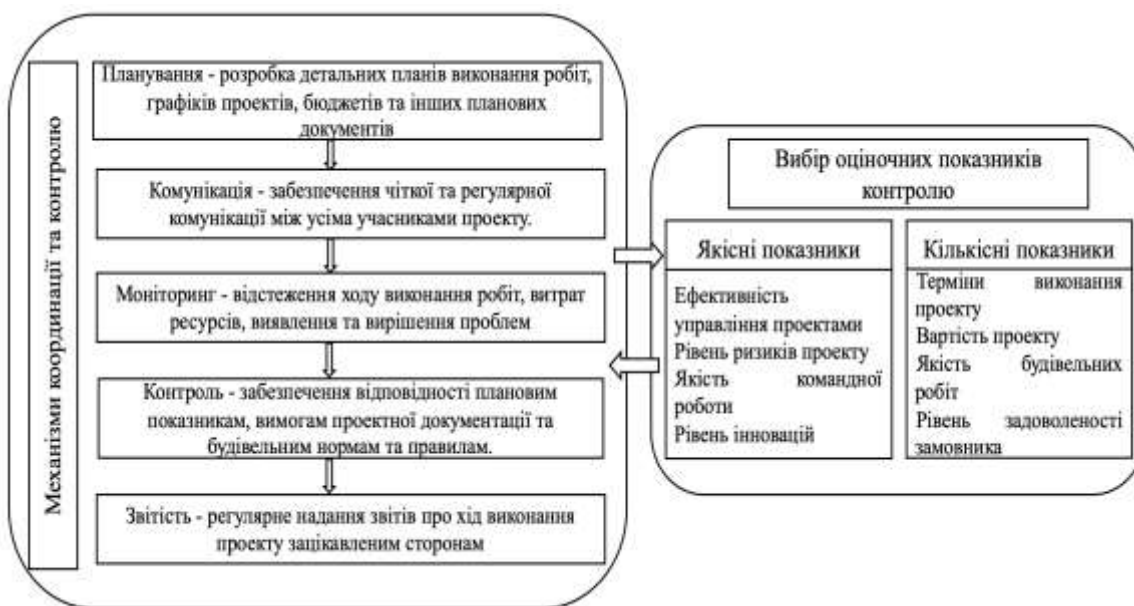 Механізми координації та контролю
Планування - розробка детальних планів виконання робіт,
графіків проектів, бюджетів та інших планових
документів
Комунікація - забезпечення чіткої та регулярної
комунікації між усіма учасниками проекту.
Моніторинг - відстеження ходу виконання робіт, витрат
ресурсів, виявлення та вирішення проблем
Контроль - забезпечення відповідності плановим
показникам, вимогам проектної документації та
будівельним нормам та правилам.
Звітність - регулярне надання звітів про хід виконання
проекту зацікавленим сторонам
Вибір оціночних показників
контролю
Якісні показники
Ефективність
управління проектами
Рівень ризиків проекту
Якість командної
роботи
Рівень інновацій
Кількісні показники
Терміни виконання
проекту
Вартість проекту
Якість будівельних
робіт
Рівень задоволеності
замовника